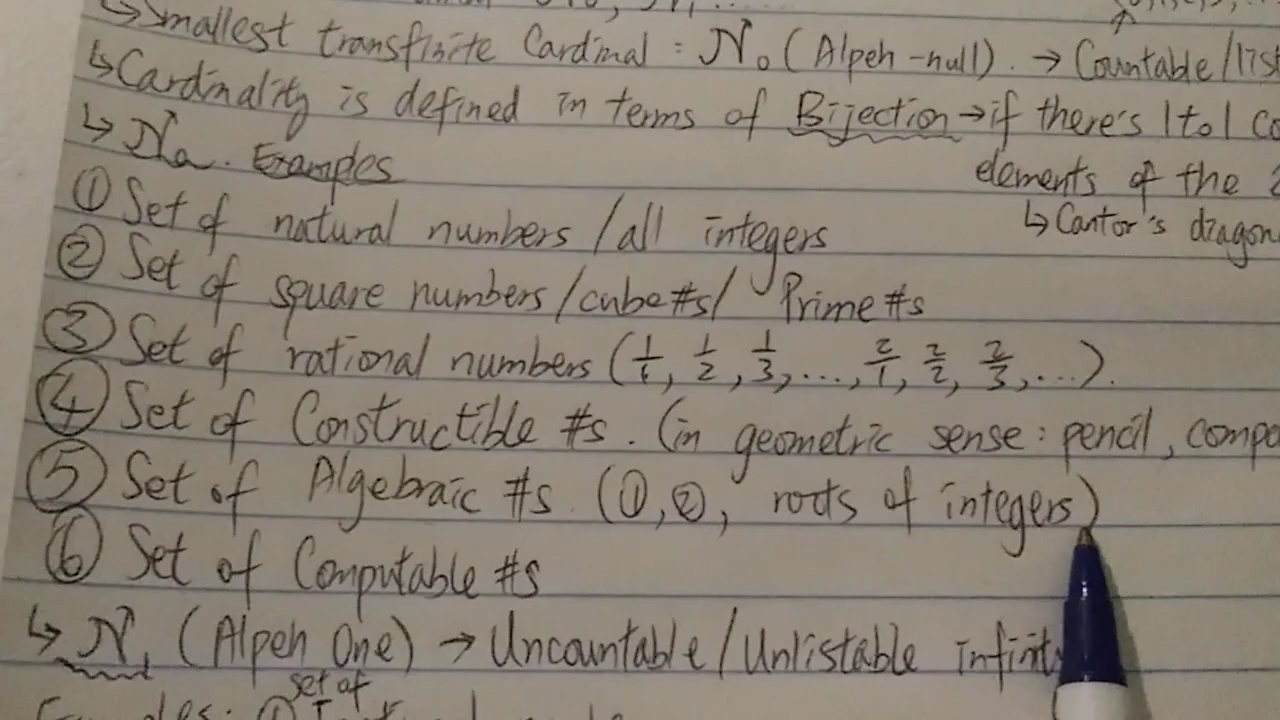 ↳ Smallest transfinite Cardinal : ℵ₀ (Alpeh-null). → Countable/list
↳ Cardinality is defined in terms of Bijection → if there's 1to1 co
elements of the 2
↳ ℵ₀. Examples
↳ Cantor's diagon
① Set of natural numbers / all integers
② Set of square numbers / cube #s / Prime #s
③ Set of rational numbers (1/1, 1/2, 1/3, ..., 2/1, 2/2, 2/3, ...).
④ Set of Constructible #s. (in geometric sense : pencil, compa
⑤ Set of Algebraic #s. (①, ②, roots of integers)
⑥ Set of Computable #s
↳ ℵ₁ (Alpeh One) → Uncountable / Unlistable infinit
set of